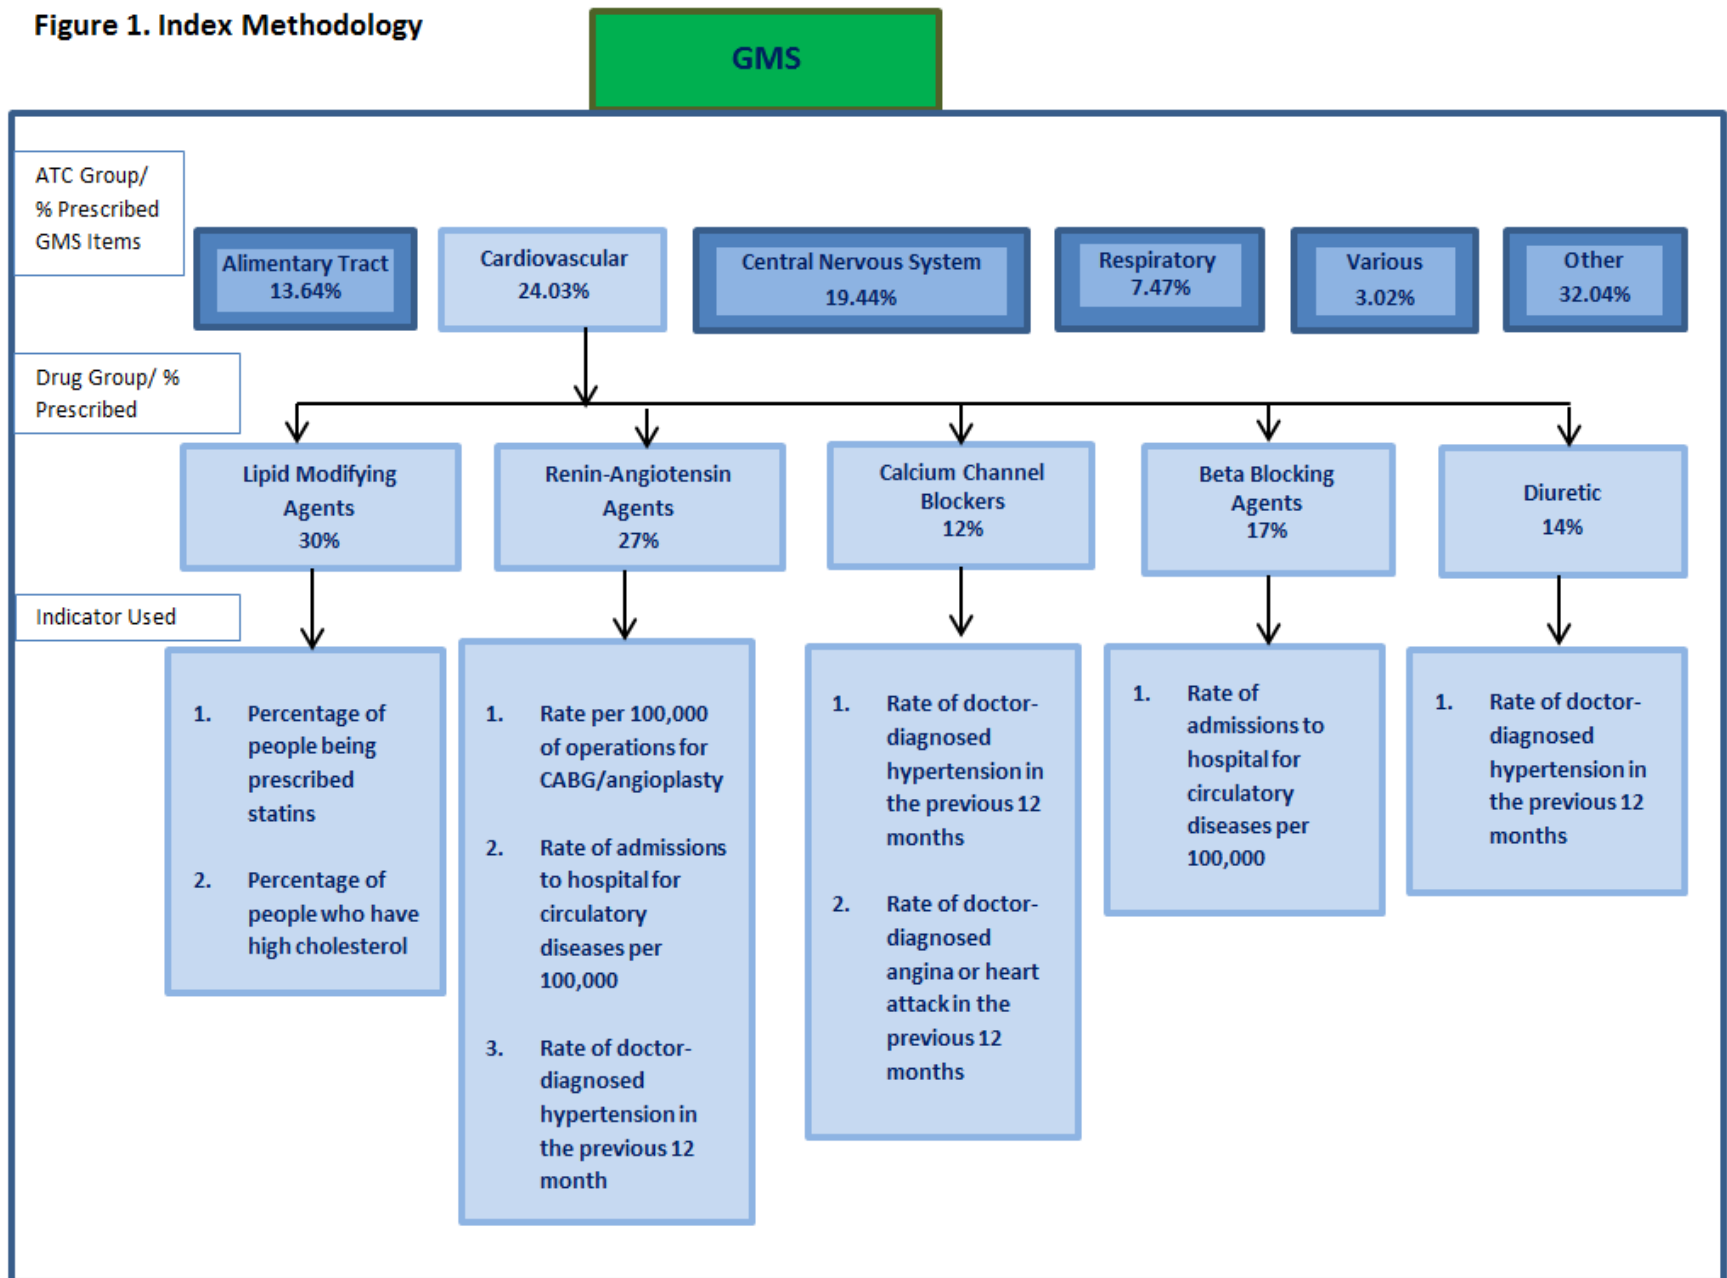 Figure 1. Index Methodology
GMS
ATC Group/
% Prescribed
GMS Items
Alimentary Tract
13.64%
Cardiovascular
24.03%
Central Nervous System
19.44%
Respiratory
7.47%
Various
3.02%
Other
32.04%
Drug Group/ %
Prescribed
Lipid Modifying
Agents
30%
Renin-Angiotensin
Agents
27%
Calcium Channel
Blockers
12%
Beta Blocking
Agents
17%
Diuretic
14%
Indicator Used
1. Percentage of
people being
prescribed
statins
2. Percentage of
people who have
high cholesterol
1. Rate per 100,000
of operations for
CABG/angioplasty
2. Rate of admissions
to hospital for
circulatory
diseases per
100,000
3. Rate of doctor-
diagnosed
hypertension in
the previous 12
month
1. Rate of doctor-
diagnosed
hypertension in
the previous 12
months
2. Rate of doctor-
diagnosed
angina or heart
attack in the
previous 12
months
1. Rate of
admissions to
hospital for
circulatory
diseases per
100,000
1. Rate of doctor-
diagnosed
hypertension in
the previous 12
months